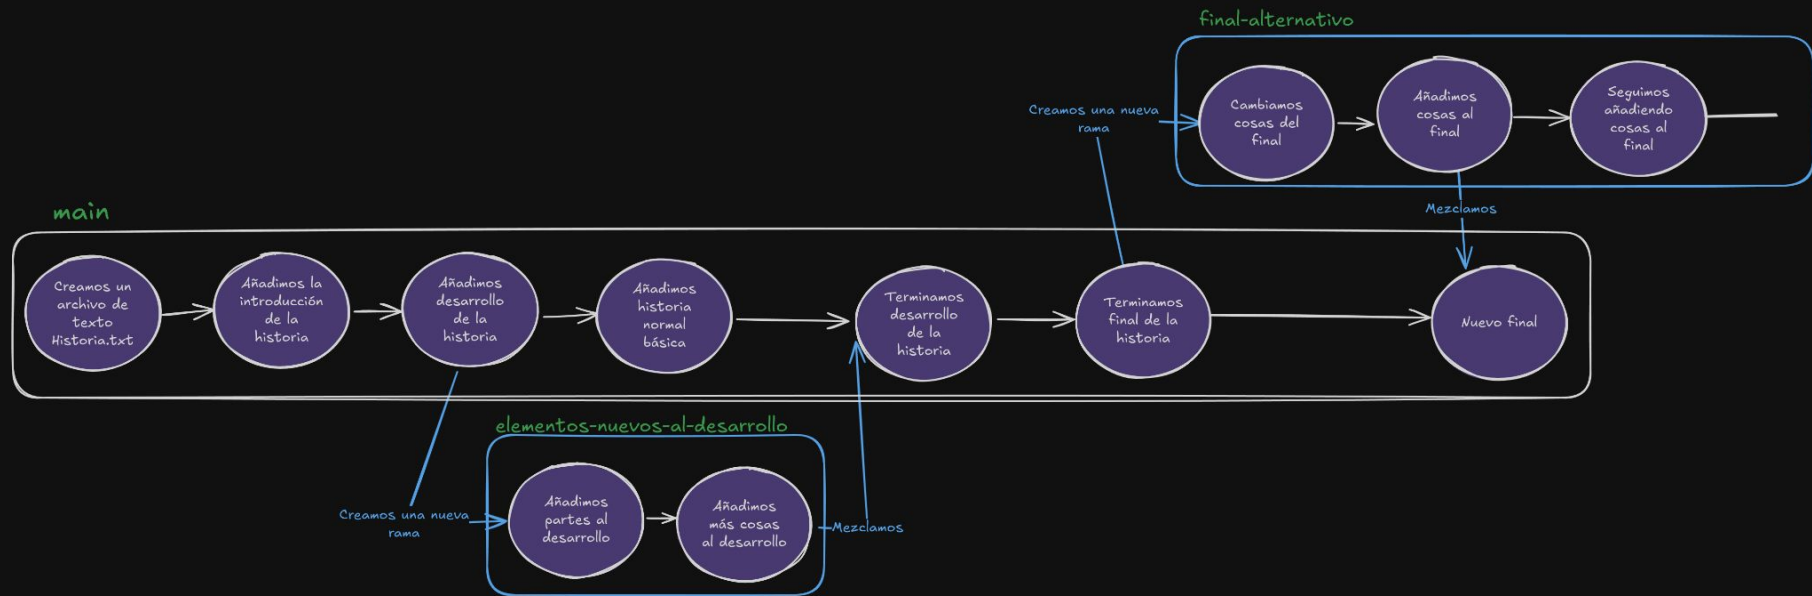 final-alternativo
Creamos una nueva
rama
Cambiamos
cosas del
final
Añadimos
cosas al
final
Seguimos
añadiendo
cosas al
final
Mezclamos
main
Creamos un
archivo de
texto
Historia.txt
Añadimos la
introducción
de la
historia
Añadimos
desarrollo
de la
historia
Añadimos
historia
normal
básica
Terminamos
desarrollo
de la
historia
Terminamos
final de la
historia
Nuevo final
elementos-nuevos-al-desarrollo
Creamos una nueva
rama
Añadimos
partes al
desarrollo
Añadimos
más cosas
al desarrollo
Mezclamos